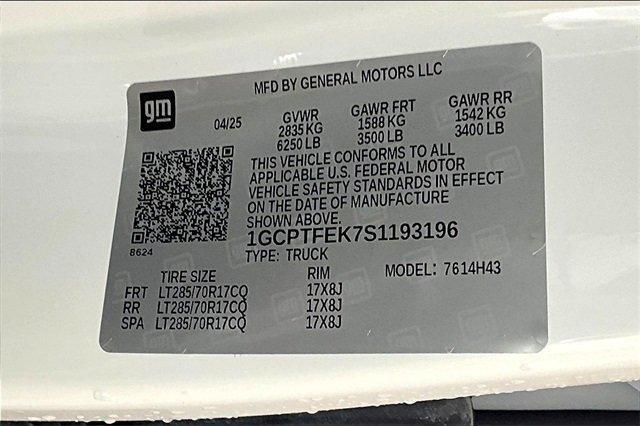 MFD BY GENERAL MOTORS LLC
gm
04/25 GVWR GAWR FRT GAWR RR
2835 KG 1588 KG 1542 KG
6250 LB 3500 LB 3400 LB
THIS VEHICLE CONFORMS TO ALL
APPLICABLE U.S. FEDERAL MOTOR
VEHICLE SAFETY STANDARDS IN EFFECT
ON THE DATE OF MANUFACTURE
SHOWN ABOVE.
8624
1GCPTFEK7S1193196
TYPE: TRUCK MODEL: 7614H43
TIRE SIZE RIM
FRT LT285/70R17CQ 17X8J
RR LT285/70R17CQ 17X8J
SPA LT285/70R17CQ 17X8J